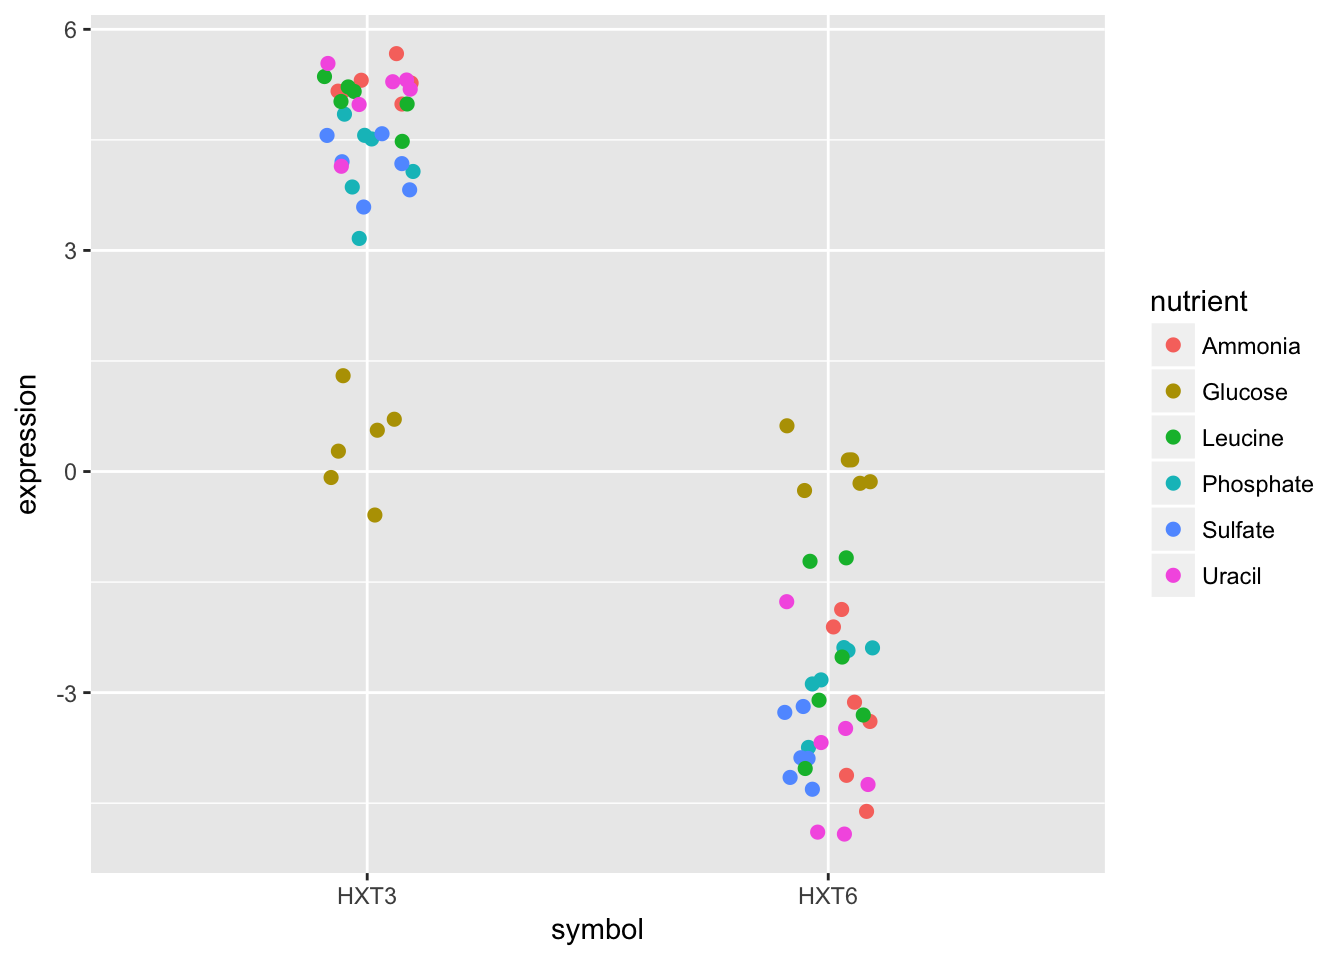 6
3
0
-3
expression
HXT3
HXT6
symbol
nutrient
Ammonia
Glucose
Leucine
Phosphate
Sulfate
Uracil